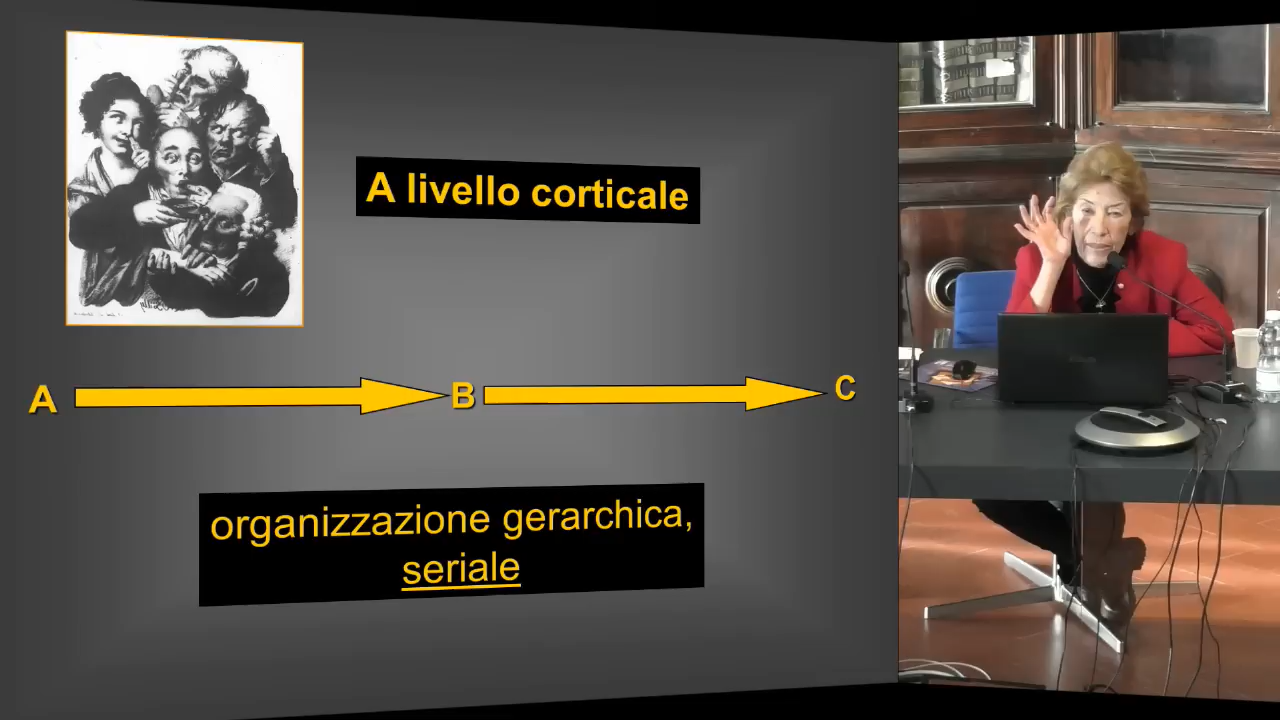 A livello corticale
A B C
organizzazione gerarchica,
seriale